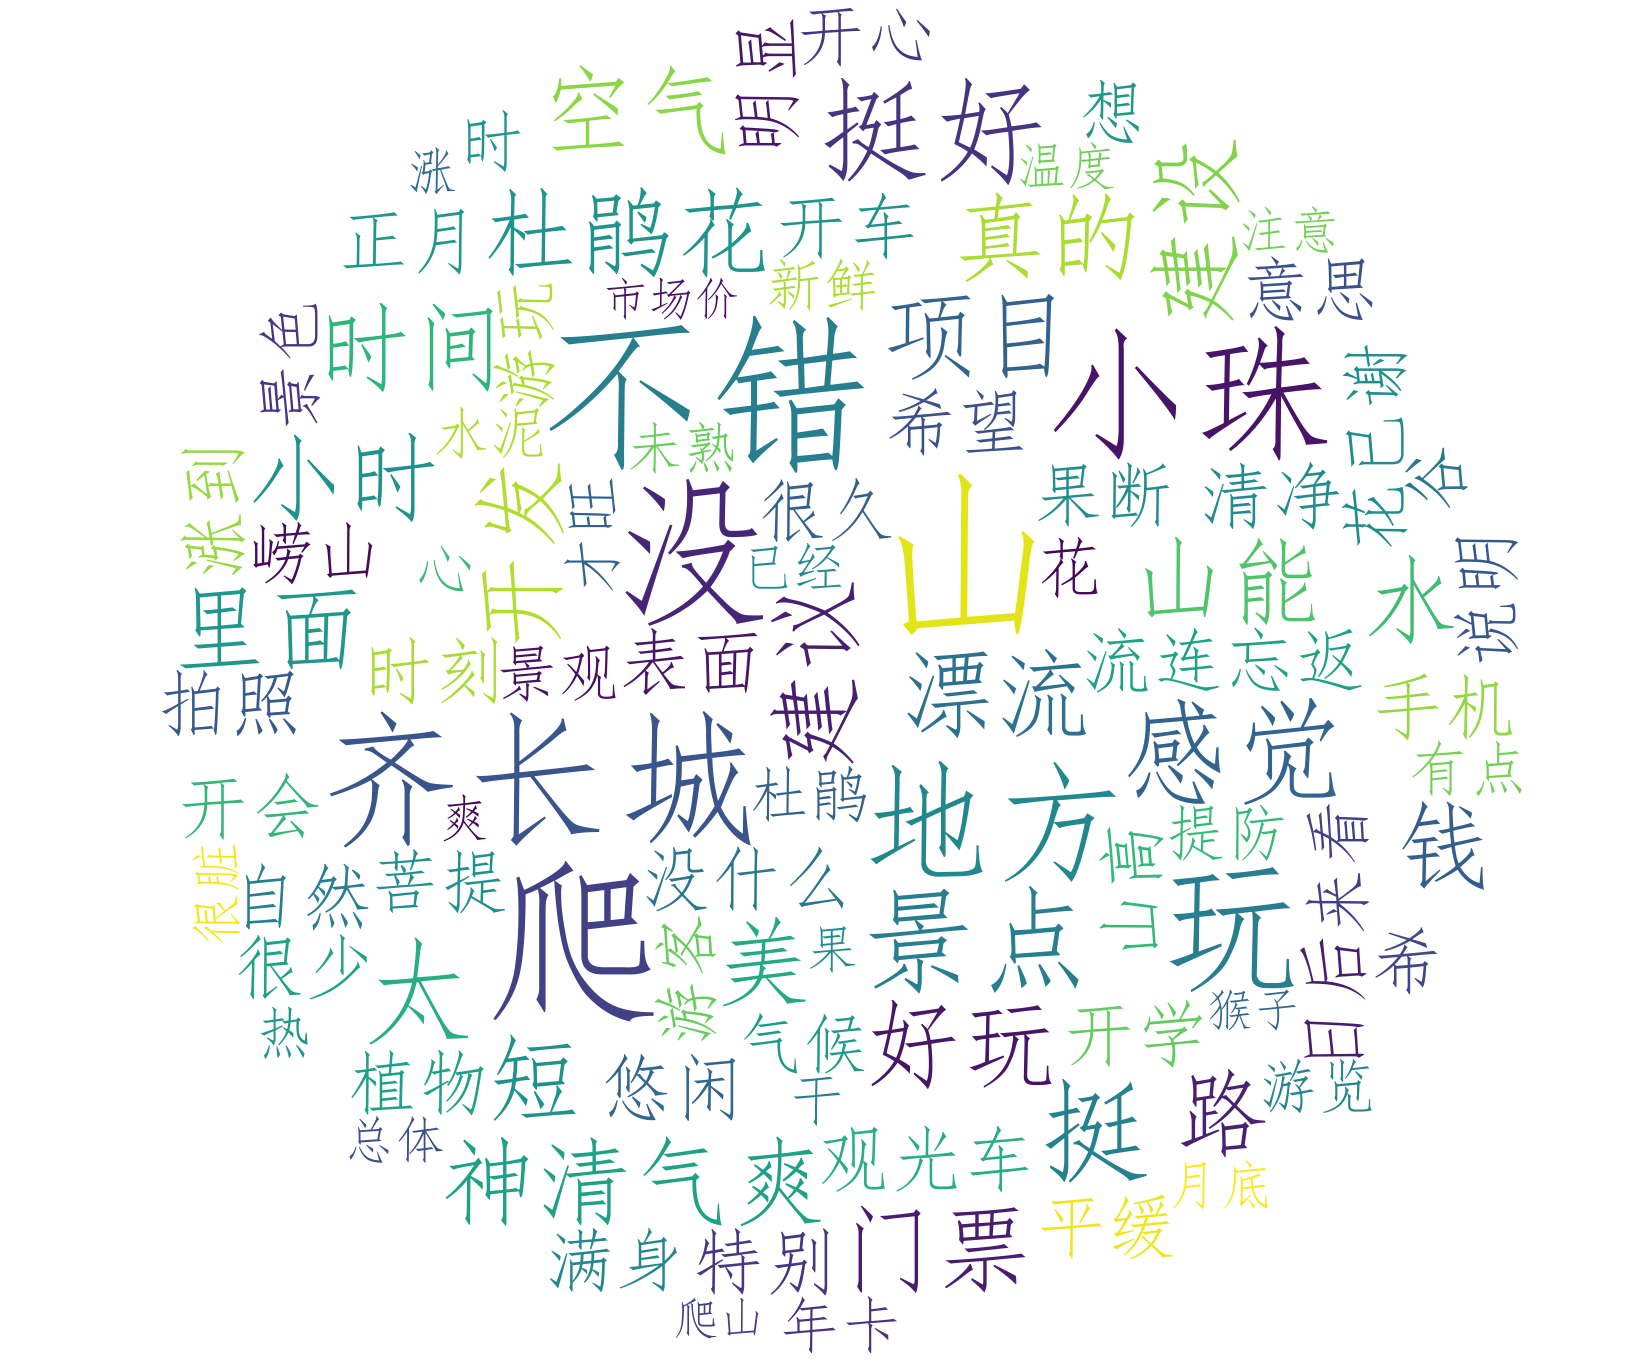 开心
明显
空气
挺好
想
时
涨
温度
建设
正月
杜鹃花
开车
真的
注意
意思
市场价
新鲜
景色
时间
游玩
不错
项目
小珠
希望
花已谢
水泥
未熟
涨到
小时
开发
才旺
没
很久
山
果断
清净
谷
崂山
心
已经
花
山
能
水
说明
里面
时刻
景观
表面
建议
漂流
流连忘返
拍照
手机
齐长城
感觉
有点
开会
爽
杜鹃
地方
山高
提防
日后来看
钱
很脏
自然
菩提
爬
没什么
景点
玩
很少
太
游客
美
果
希
热
气候
好玩
开学
猴子
植物
短
悠闲
干
挺
路
游览
总体
神清气爽
观光车
月底
平缓
满身
特别
门票
爬山
年卡